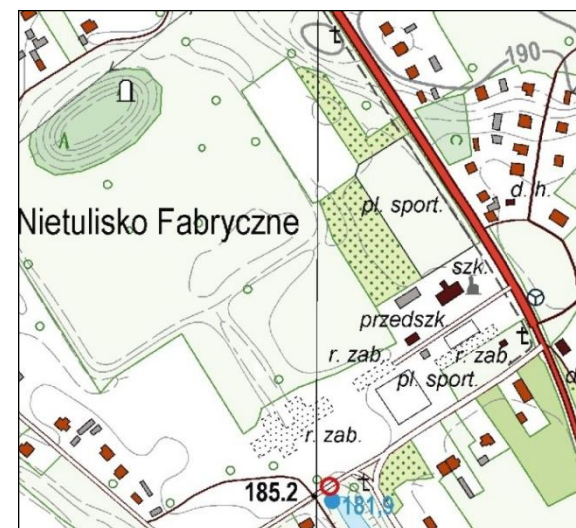 190
d. h.
pl. sport.
Nietulisko Fabryczne
szk.
przedszk.
r. zab.
r. zab.
pl. sport.
d
r. zab.
185.2
181,9